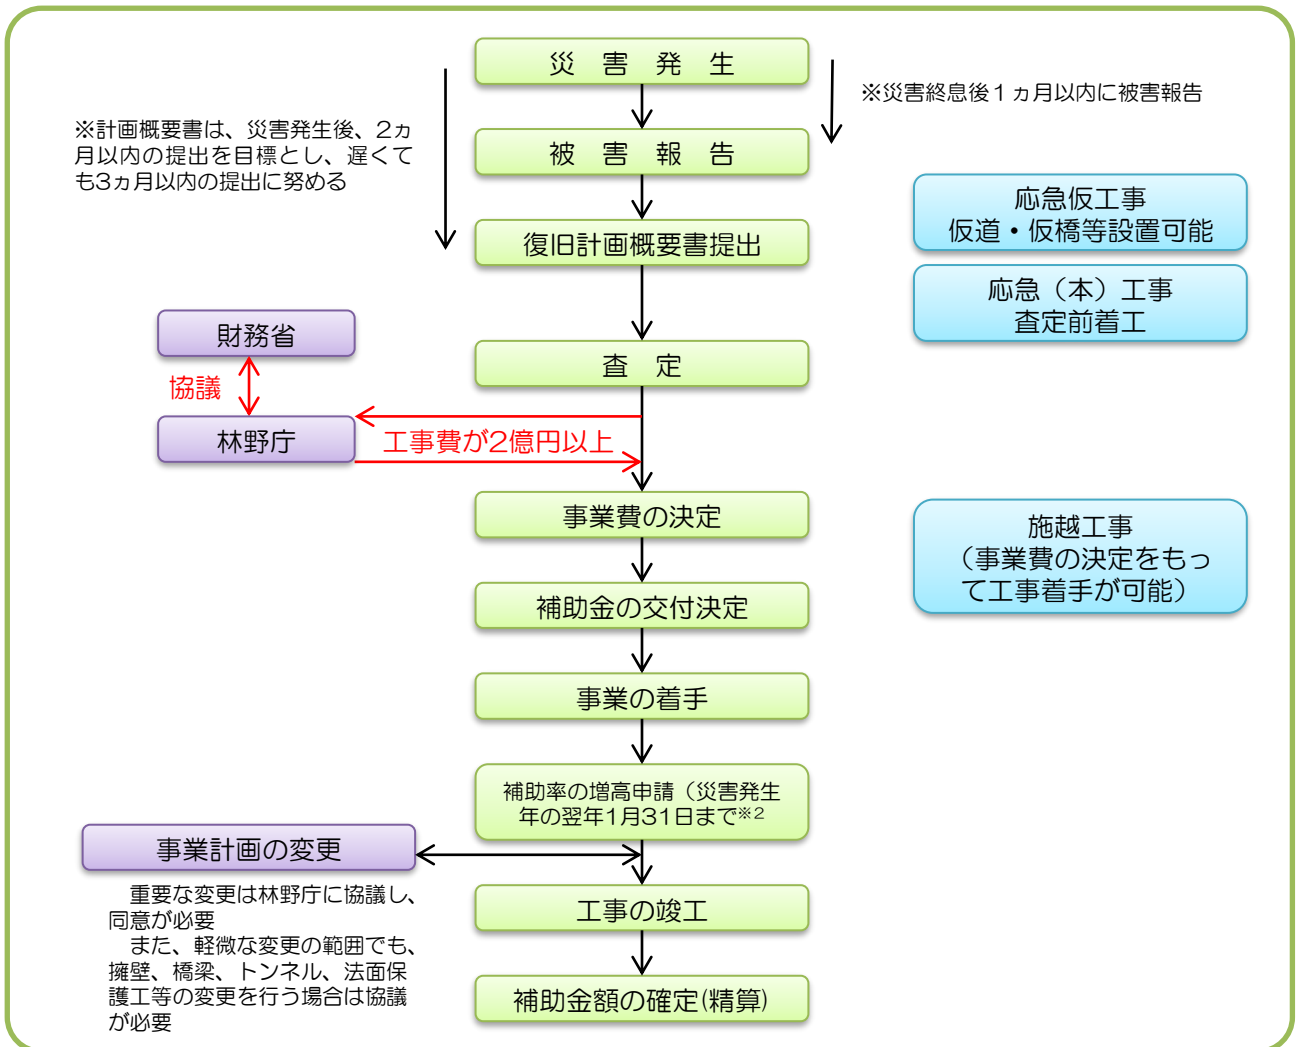 災　害　発　生
※災害終息後１ヵ月以内に被害報告
※計画概要書は、災害発生後、2ヵ
月以内の提出を目標とし、遅くて
も3ヵ月以内の提出に努める
被　害　報　告
応急仮工事
仮道・仮橋等設置可能
復旧計画概要書提出
応急（本）工事
査定前着工
財務省
査　定
協議
林野庁
工事費が2億円以上
事業費の決定
施越工事
（事業費の決定をもっ
て工事着手が可能）
補助金の交付決定
事業の着手
補助率の増高申請（災害発生
年の翌年1月31日まで※2
事業計画の変更
　重要な変更は林野庁に協議し、
同意が必要
　また、軽微な変更の範囲でも、
擁壁、橋梁、トンネル、法面保
護工等の変更を行う場合は協議
が必要
工事の竣工
補助金額の確定(精算)